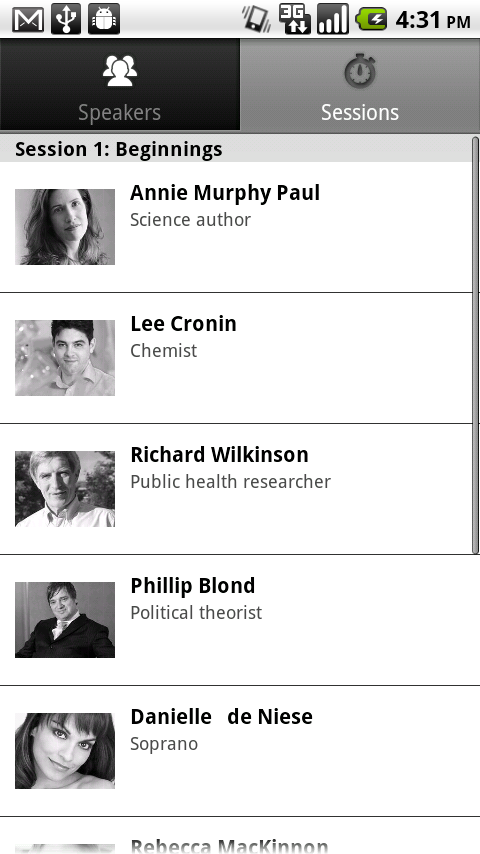 3G 4:31 PM
Speakers Sessions
Session 1: Beginnings
Annie Murphy Paul
Science author
Lee Cronin
Chemist
Richard Wilkinson
Public health researcher
Phillip Blond
Political theorist
Danielle de Niese
Soprano
Rebecca MacKinnon